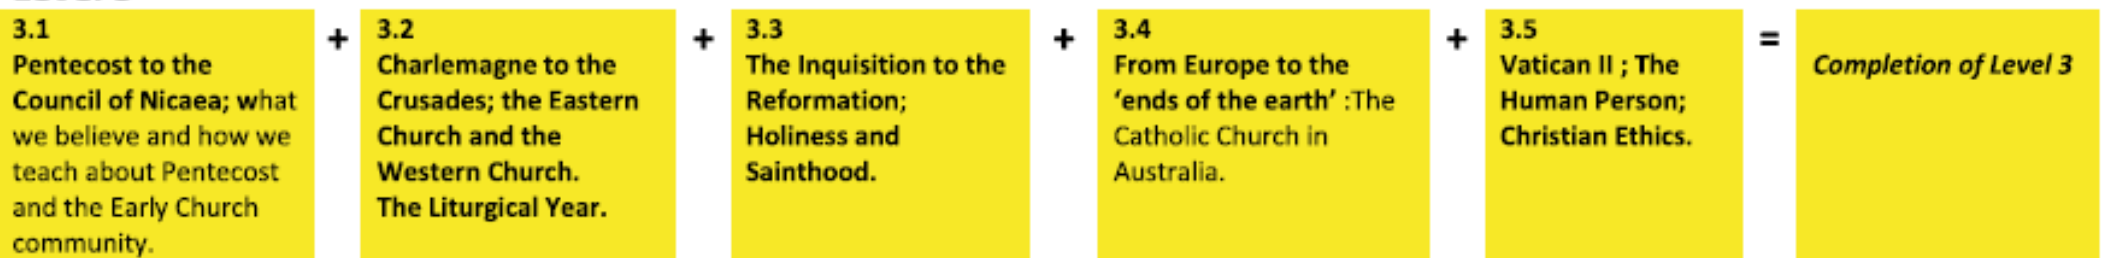 3.1
Pentecost to the
Council of Nicaea; what
we believe and how we
teach about Pentecost
and the Early Church
community.
+
3.2
Charlemagne to the
Crusades; the Eastern
Church and the
Western Church.
The Liturgical Year.
+
3.3
The Inquisition to the
Reformation;
Holiness and
Sainthood.
+
3.4
From Europe to the
‘ends of the earth’ :The
Catholic Church in
Australia.
+
3.5
Vatican II ; The
Human Person;
Christian Ethics.
=
Completion of Level 3